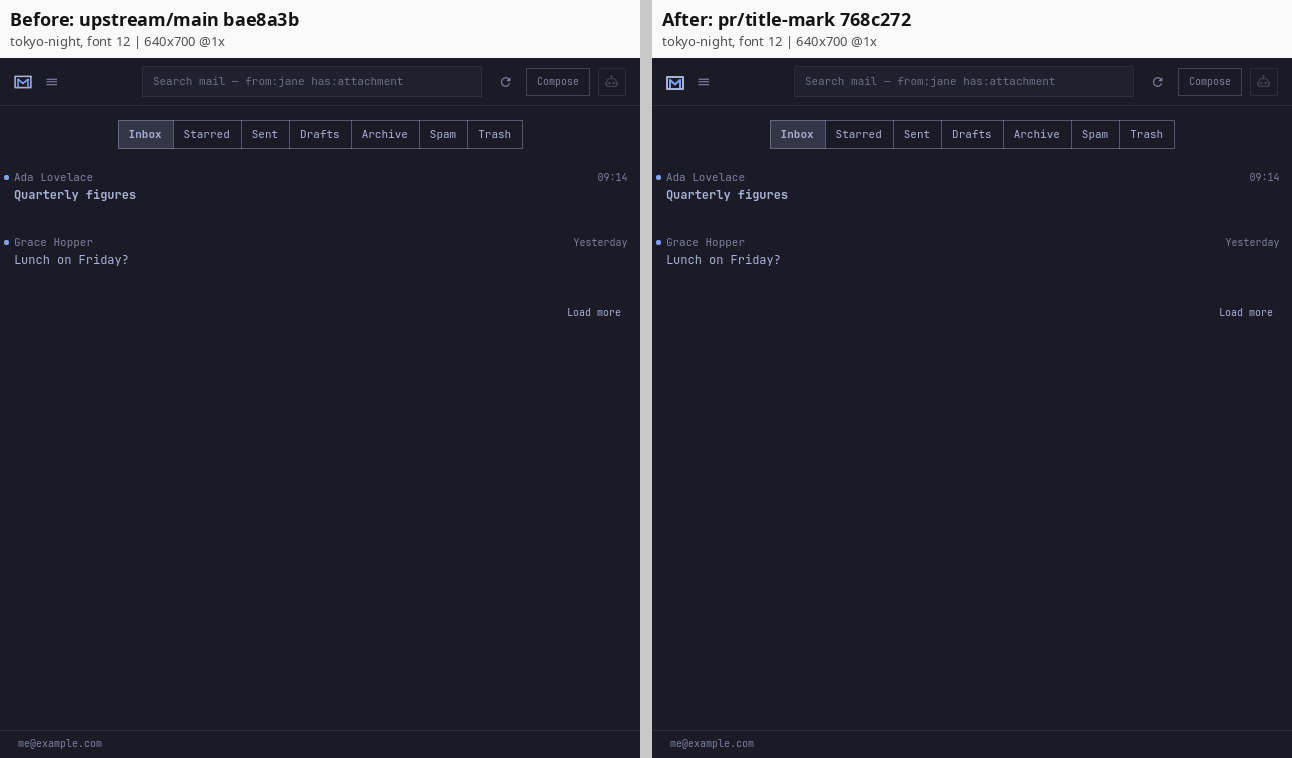 Before: upstream/main bae8a3b
tokyo-night, font 12 | 640x700 @1x
Search mail — from:jane has:attachment
Compose
Inbox Starred Sent Drafts Archive Spam Trash
Ada Lovelace 09:14
Quarterly figures
Grace Hopper Yesterday
Lunch on Friday?
Load more
me@example.com
After: pr/title-mark 768c272
tokyo-night, font 12 | 640x700 @1x
Search mail — from:jane has:attachment
Compose
Inbox Starred Sent Drafts Archive Spam Trash
Ada Lovelace 09:14
Quarterly figures
Grace Hopper Yesterday
Lunch on Friday?
Load more
me@example.com